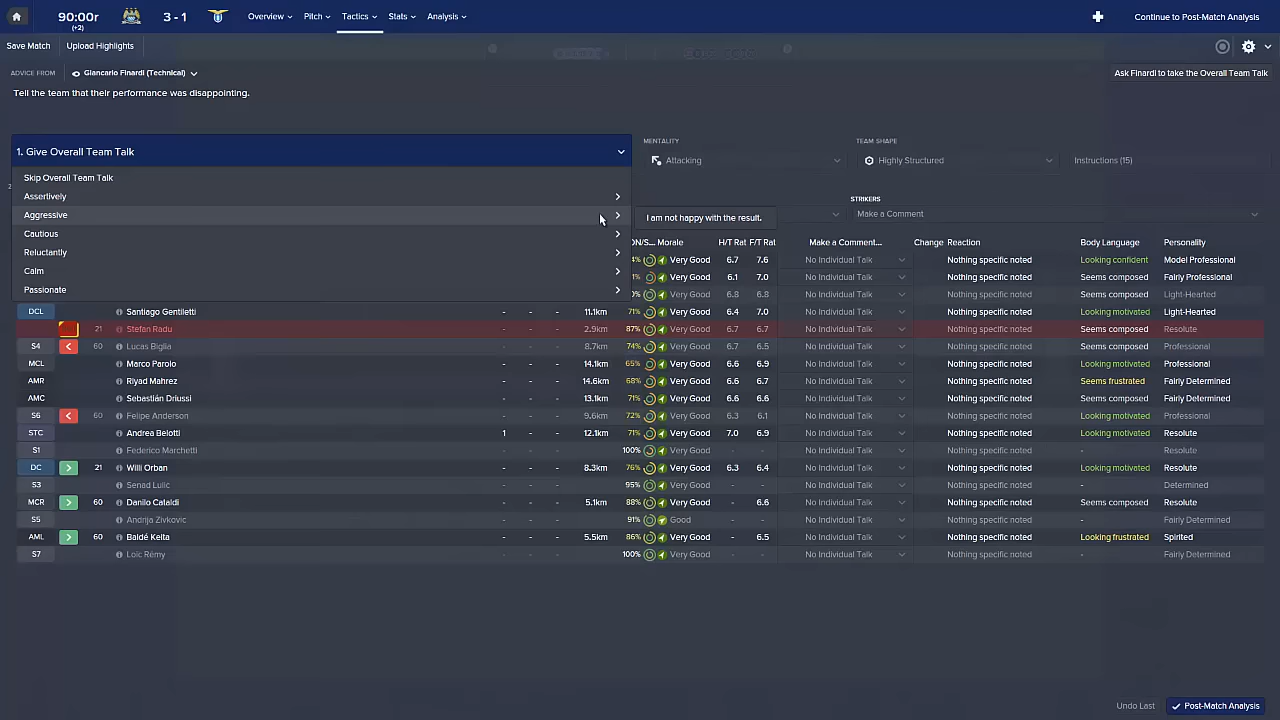 90:00r 3 - 1 Overview Pitch Tactics Stats Analysis Continue to Post-Match Analysis
(+2)
Save Match Upload Highlights
ADVICE FROM Giancario Finardi (Technical) Ask Finardi to take the Overall Team Talk
Tell the team that their performance was disappointing.
1. Give Overall Team Talk
MENTALITY TEAM SHAPE
Attacking Highly Structured Instructions (15)
Skip Overall Team Talk
Assertively
Aggressive
Cautious
Reluctantly
Calm
Passionate
STRIKERS
I am not happy with the result. Make a Comment
Morale H/T Rat F/T Rat Make a Comment... Change Reaction Body Language Personality
Very Good 6.7 7.6 No Individual Talk Nothing specific noted Looking confident Model Professional
Very Good 6.1 7.0 No Individual Talk Nothing specific noted Seems composed Fairly Professional
Very Good 6.8 6.8 No Individual Talk Nothing specific noted Seems composed Light-Hearted
DCL Santiago Gentiletti - - - 11.1km 71% Very Good 6.4 7.0 No Individual Talk Nothing specific noted Looking motivated Light-Hearted
21 Stefan Radu - - - 2.9km 87% Very Good 6.7 6.7 No Individual Talk Nothing specific noted Seems composed Resolute
S4 60 Lucas Biglia - - - 8.7km 74% Very Good 6.7 6.5 No Individual Talk Nothing specific noted Seems composed Professional
MCL Marco Parolo - - - 14.1km 65% Very Good 6.6 6.9 No Individual Talk Nothing specific noted Looking motivated Professional
AMR Riyad Mahrez - - - 14.6km 68% Very Good 6.6 6.7 No Individual Talk Nothing specific noted Seems frustrated Fairly Determined
AMC Sebastián Driussi - - - 13.1km 71% Very Good 6.6 6.6 No Individual Talk Nothing specific noted Seems composed Fairly Determined
S6 60 Felipe Anderson - - - 9.6km 72% Very Good 6.3 6.1 No Individual Talk Nothing specific noted Looking motivated Professional
STC Andrea Belotti 1 - - 12.1km 71% Very Good 7.0 6.9 No Individual Talk Nothing specific noted Looking motivated Resolute
S1 Federico Marchetti - - - 100% Very Good - - No Individual Talk Nothing specific noted - Resolute
DC 21 Willi Orban - - - 8.3km 76% Very Good 6.3 6.4 No Individual Talk Nothing specific noted Looking motivated Resolute
S3 Senad Lulic - - - 95% Very Good - - No Individual Talk Nothing specific noted - Determined
MCR 60 Danilo Cataldi - - - 5.1km 88% Very Good - 6.6 No Individual Talk Nothing specific noted Seems composed Resolute
S5 Andrija Zivkovic - - - 91% Good - - No Individual Talk Nothing specific noted - Fairly Determined
AML 60 Baldé Keita - - - 5.5km 86% Very Good - 6.5 No Individual Talk Nothing specific noted Looking frustrated Spirited
S7 Loïc Rémy - - - 100% Very Good - - No Individual Talk Nothing specific noted - Fairly Determined
Undo Last Post-Match Analysis